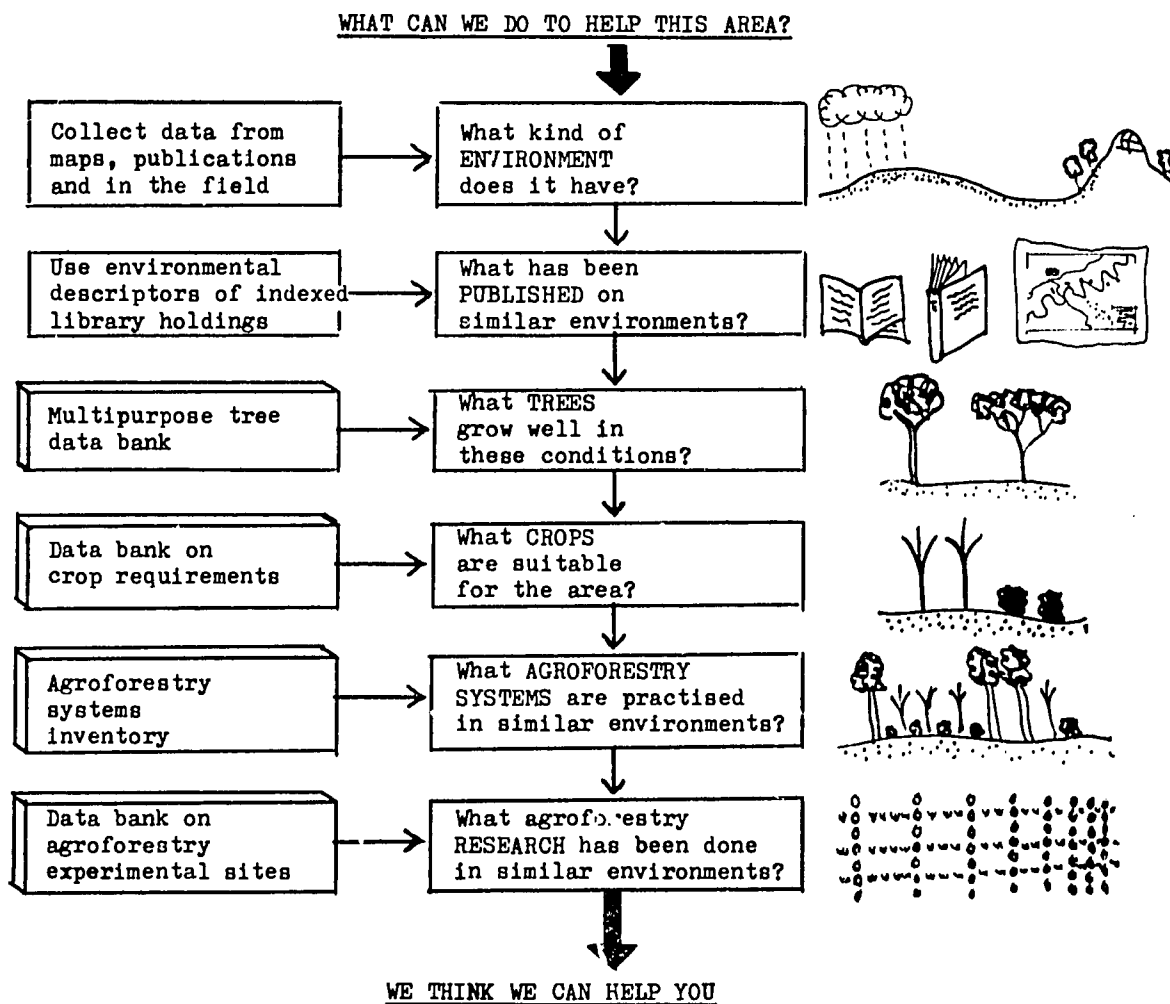 WHAT CAN WE DO TO HELP THIS AREA?
Collect data from
maps, publications
and in the field
What kind of
ENVIRONMENT
does it have?
Use environmental
descriptors of indexed
library holdings
What has been
PUBLISHED on
similar environments?
Multipurpose tree
data bank
What TREES
grow well in
these conditions?
Data bank on
crop requirements
What CROPS
are suitable
for the area?
Agroforestry
systems
inventory
What AGROFORESTRY
SYSTEMS are practised
in similar environments?
Data bank on
agroforestry
experimental sites
What agroforestry
RESEARCH has been done
in similar environments?
WE THINK WE CAN HELP YOU